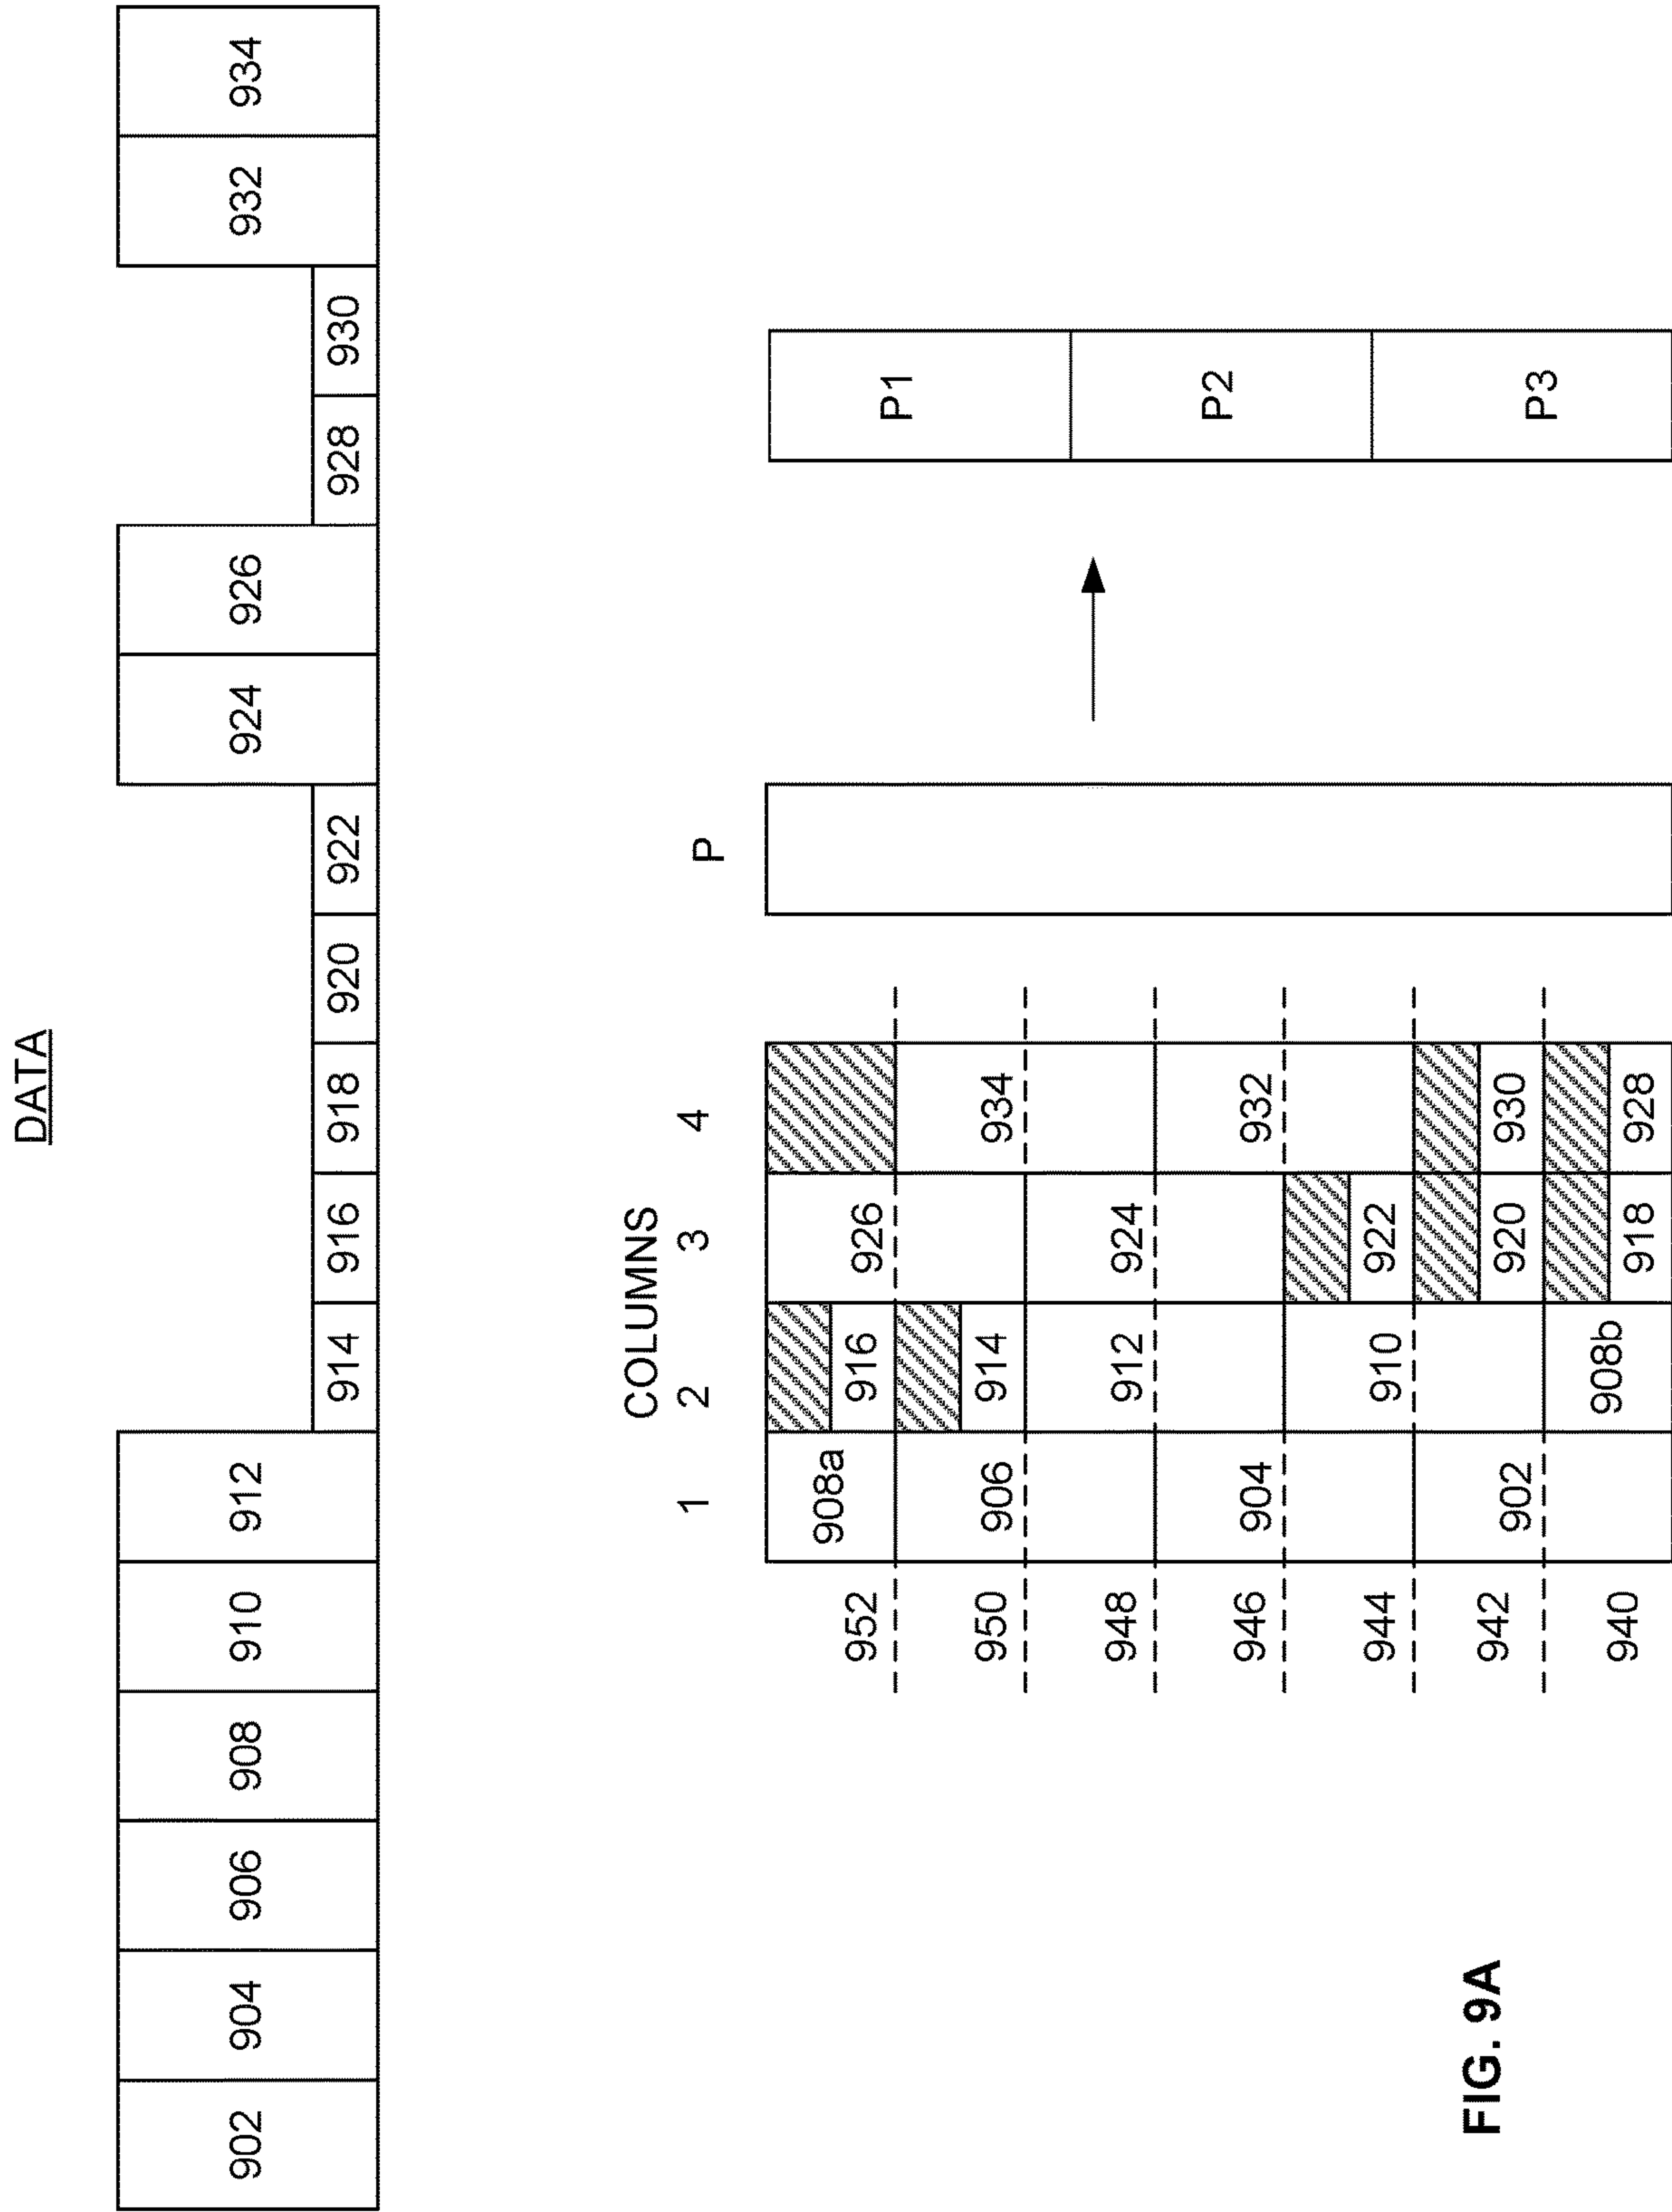 DATA
902 904 906 908 910 912 914 916 918 920 922 924 926 928 930 932 934
COLUMNS
1 2 3 4 P
952 908a 916 926
P1
950 906 914 934
948 912 924
P2
946 904 932
944 910 922
942 902 920 930
P3
940 908b 918 928
FIG. 9A